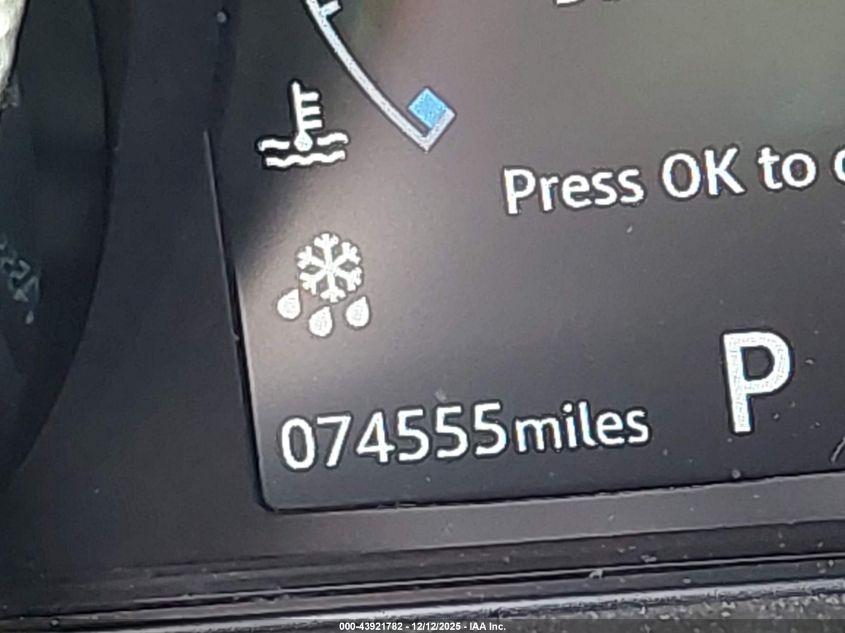 Press OK to
P
074555miles
000-43921782 - 12/12/2025 - IAA Inc.